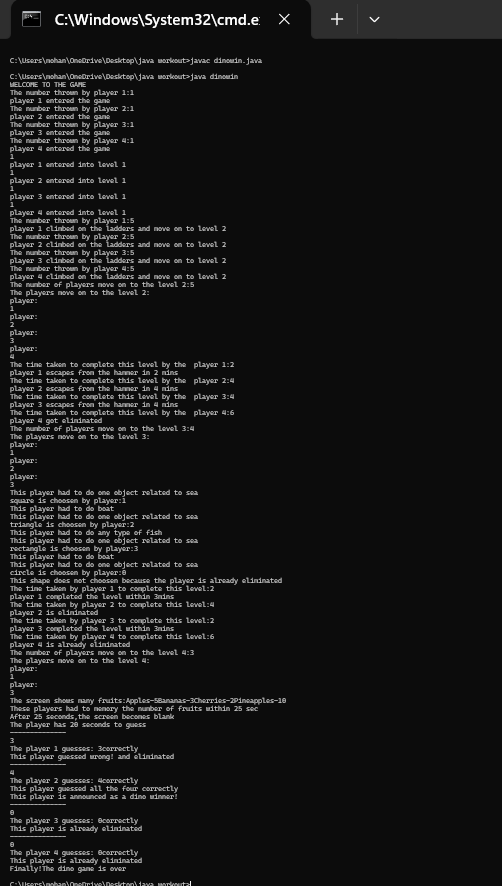 C:\Windows\System32\cmd.e
C:\Users\mohan\OneDrive\Desktop\java workout>javac dinowin.java
C:\Users\mohan\OneDrive\Desktop\java workout>java dinowin
WELCOME TO THE GAME
The number thrown by player 1:1
player 1 entered the game
The number thrown by player 2:1
player 2 entered the game
The number thrown by player 3:1
player 3 entered the game
The number thrown by player 4:1
player 4 entered the game
1
player 1 entered into level 1
1
player 2 entered into level 1
1
player 3 entered into level 1
1
player 4 entered into level 1
The number thrown by player 1:5
player 1 climbed on the ladders and move on to level 2
The number thrown by player 2:5
player 2 climbed on the ladders and move on to level 2
The number thrown by player 3:5
player 3 climbed on the ladders and move on to level 2
The number thrown by player 4:5
player 4 climbed on the ladders and move on to level 2
The number of players move on to the level 2:5
The players move on to the level 2:
player:
1
player:
2
player:
3
player:
4
The time taken to complete this level by the  player 1:2
player 1 escapes from the hammer in 2 mins
The time taken to complete this level by the  player 2:4
player 2 escapes from the hammer in 4 mins
The time taken to complete this level by the  player 3:4
player 3 escapes from the hammer in 4 mins
The time taken to complete this level by the  player 4:6
player 4 got eliminated
The number of players move on to the level 3:4
The players move on to the level 3:
player:
1
player:
2
player:
3
This player had to do one object related to sea
square is choosen by player:1
This player had to do boat
This player had to do one object related to sea
triangle is choosen by player:2
This player had to do any type of fish
This player had to do one object related to sea
rectangle is choosen by player:3
This player had to do boat
This player had to do one object related to sea
circle is choosen by player:0
This shape does not choosen because the player is already eliminated
The time taken by player 1 to complete this level:2
player 1 completed the level within 3mins
The time taken by player 2 to complete this level:4
player 2 is eliminated
The time taken by player 3 to complete this level:2
player 3 completed the level within 3mins
The time taken by player 4 to complete this level:6
player 4 is already eliminated
The number of players move on to the level 4:3
The players move on to the level 4:
player:
1
player:
3
The screen shows many fruits:Apples-5Bananas-3Cherries-2Pineapples-10
These players had to memory the number of fruits within 25 sec
After 25 seconds,the screen becomes blank
The player has 20 seconds to guess
--------------
3
The player 1 guesses: 3correctly
This player guessed wrong! and eliminated
--------------
4
The player 2 guesses: 4correctly
This player guessed all the four correctly
This player is announced as a dino winner!
--------------
0
The player 3 guesses: 0correctly
This player is already eliminated
--------------
0
The player 4 guesses: 0correctly
This player is already eliminated
Finally!The dino game is over
C:\Users\mohan\OneDrive\Desktop\java workout>